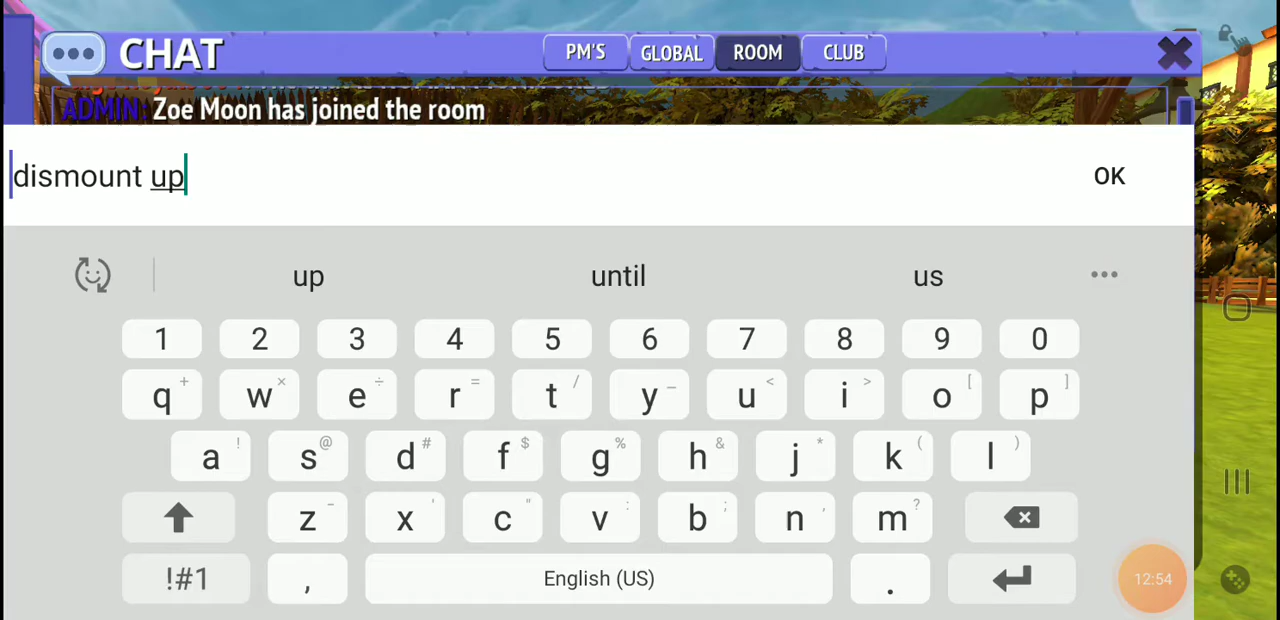 CHAT
PM'S GLOBAL ROOM CLUB
ADMIN: Zoe Moon has joined the room
dismount up
OK
up until us
1 2 3 4 5 6 7 8 9 0
q + w × e ÷ r = t / y _ u < i > o [ p ]
a ! s @ d # f $ g % h & j * k ( l )
z - x ' c " v : b ; n , m ?
!#1 , English (US) .
12:54